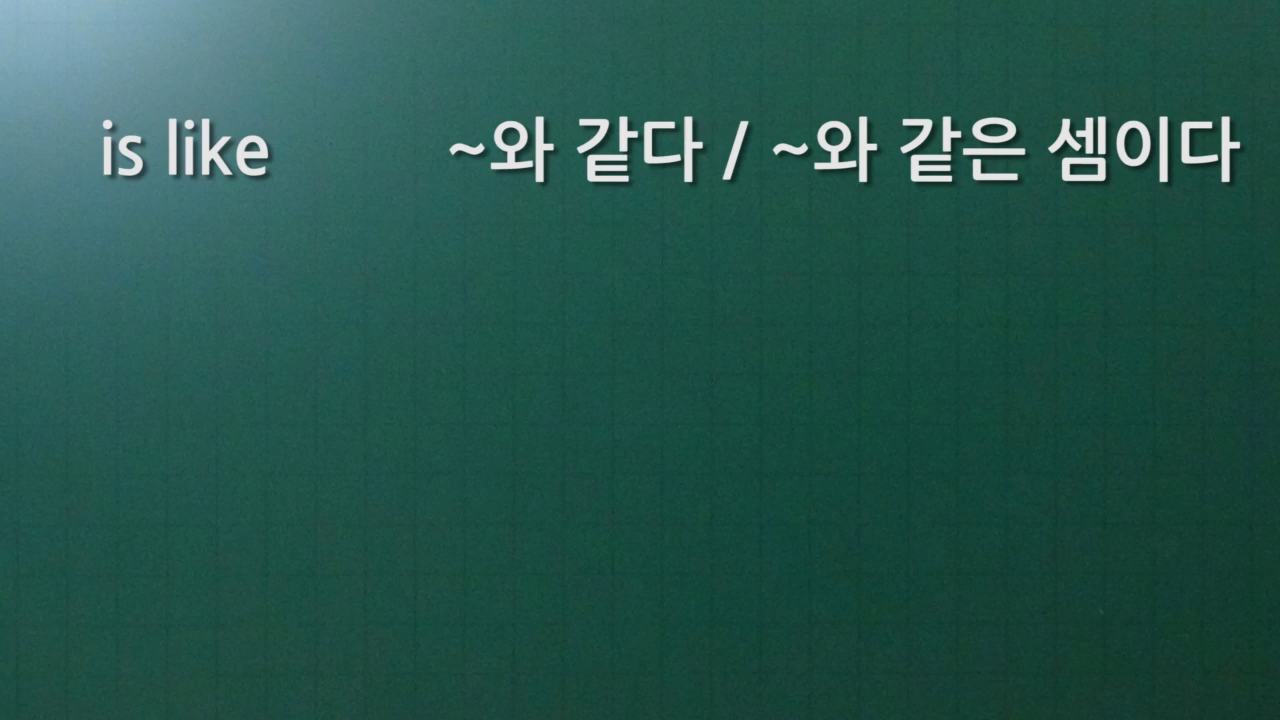 is like ~와 같다 / ~와 같은 셈이다